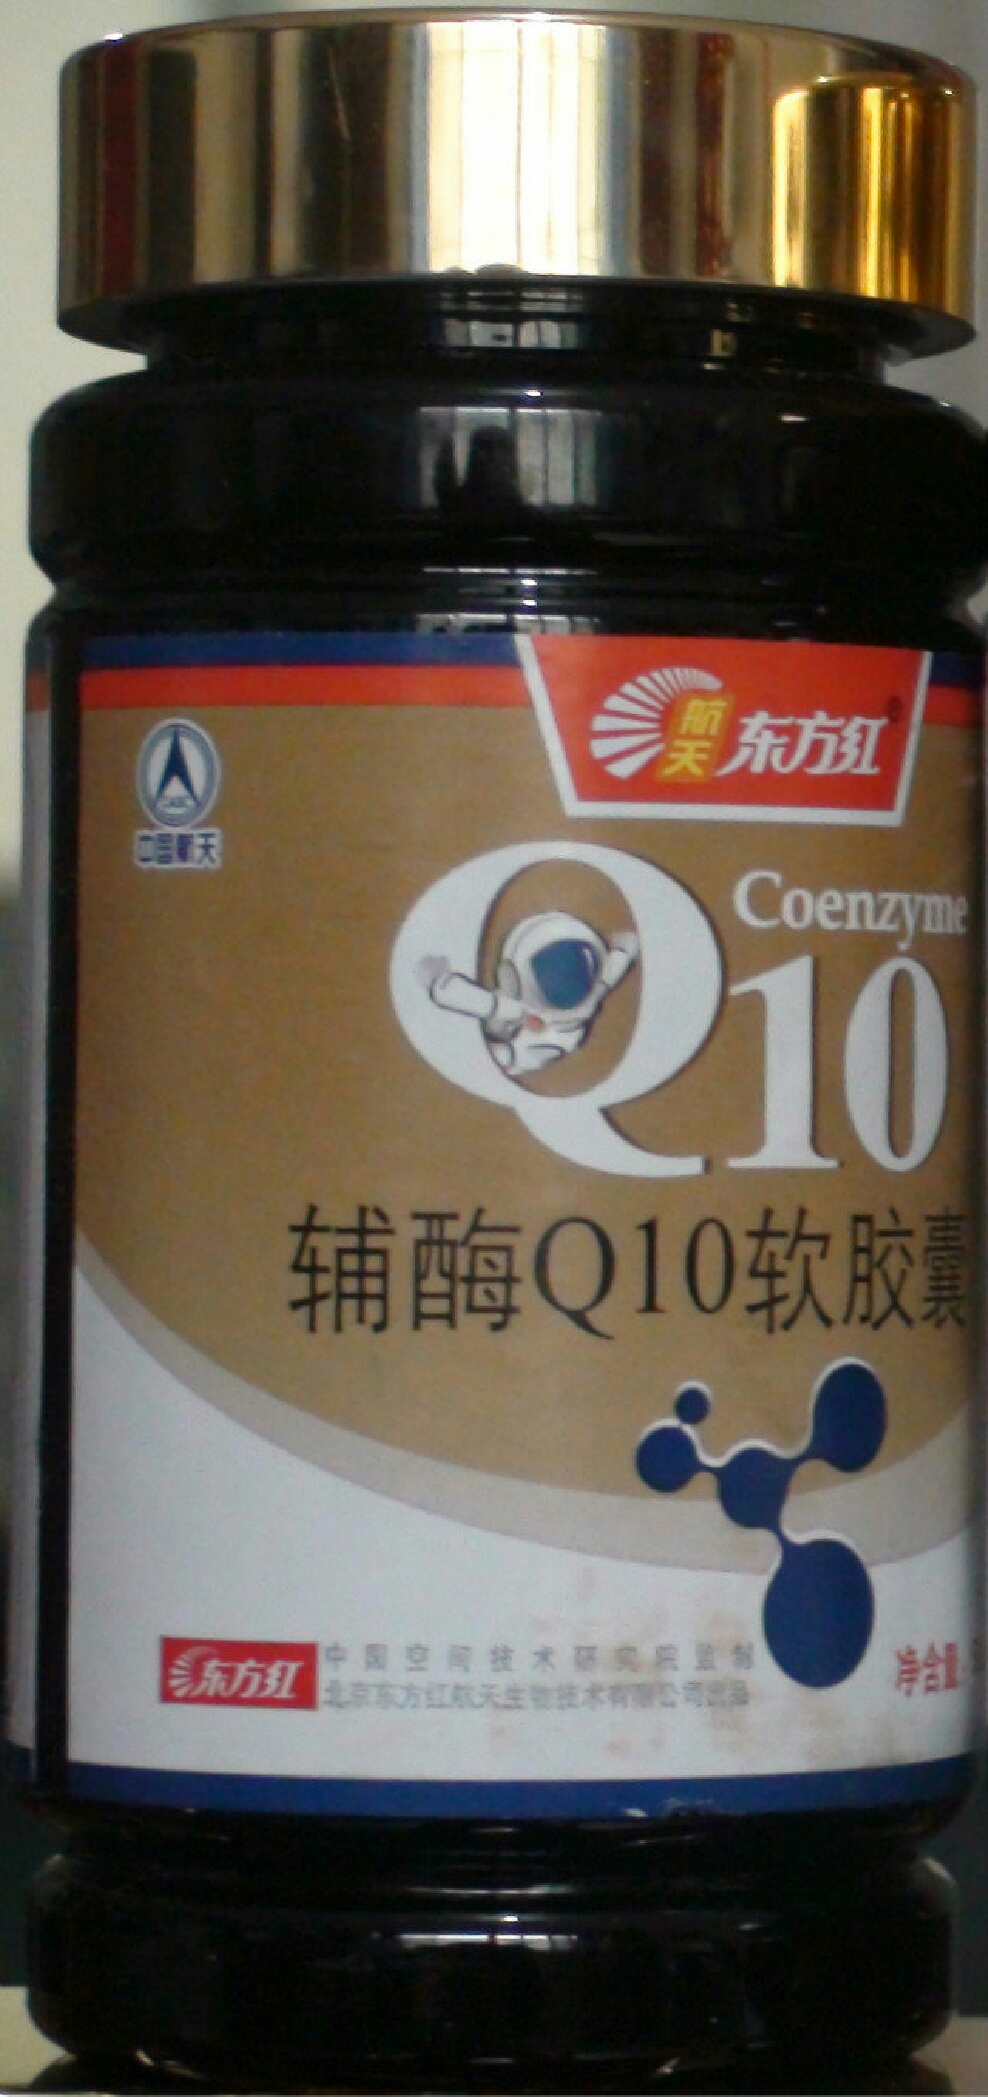 航天 东方红®
中国航天
Coenzyme
Q10
辅酶Q10软胶囊
东方红
中国空间技术研究院监制
北京东方红航天生物技术有限公司出品
净含量